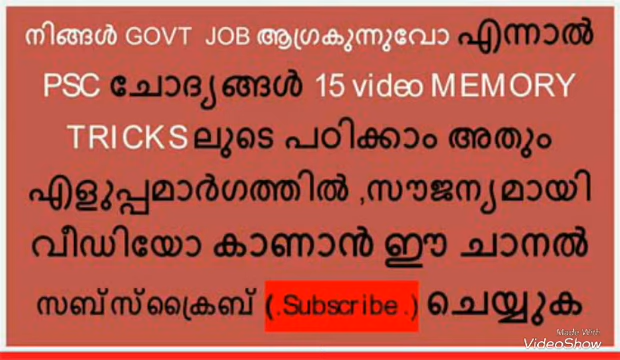 നിങ്ങൾ GOVT JOB ആഗ്രകുന്നുവോ എന്നാൽ
PSC ചോദ്യങ്ങൾ 15 video MEMORY
TRICKS ലുടെ പഠിക്കാം അതും
എളുപ്പമാർഗത്തിൽ ,സൗജന്യമായി
വീഡിയോ കാണാൻ ഈ ചാനൽ
സബ്സ്ക്രൈബ് (.Subscribe.) ചെയ്യുക
Made With
VideoShow